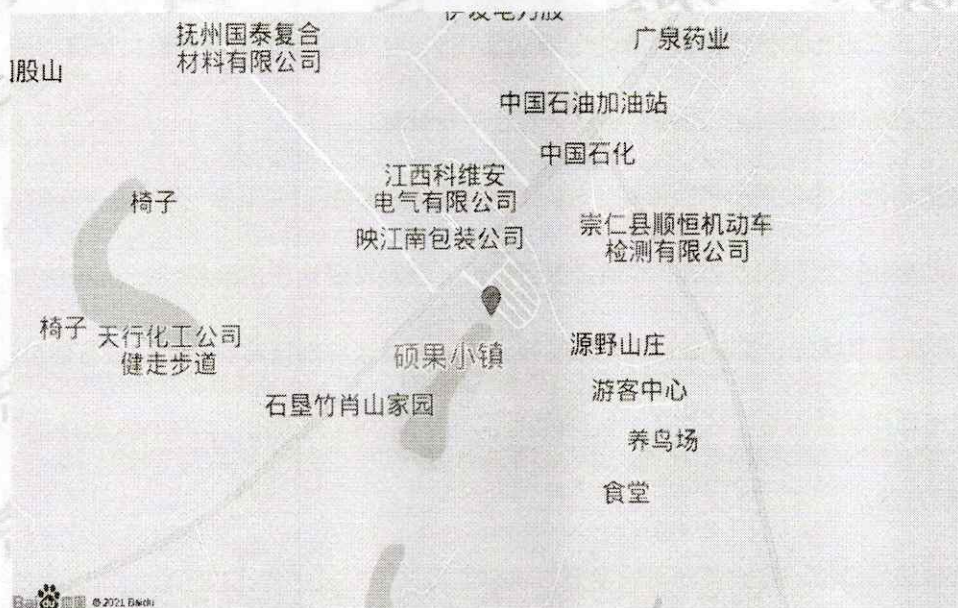 抚州国泰复合
材料有限公司
广泉药业
股山
中国石油加油站
中国石化
江西科维安
电气有限公司
椅子
崇仁县顺恒机动车
检测有限公司
映江南包装公司
椅子
天行化工公司
健走步道
硕果小镇
源野山庄
游客中心
石垦竹肖山家园
养鸟场
食堂
Bai du 地图 © 2021 Baidu